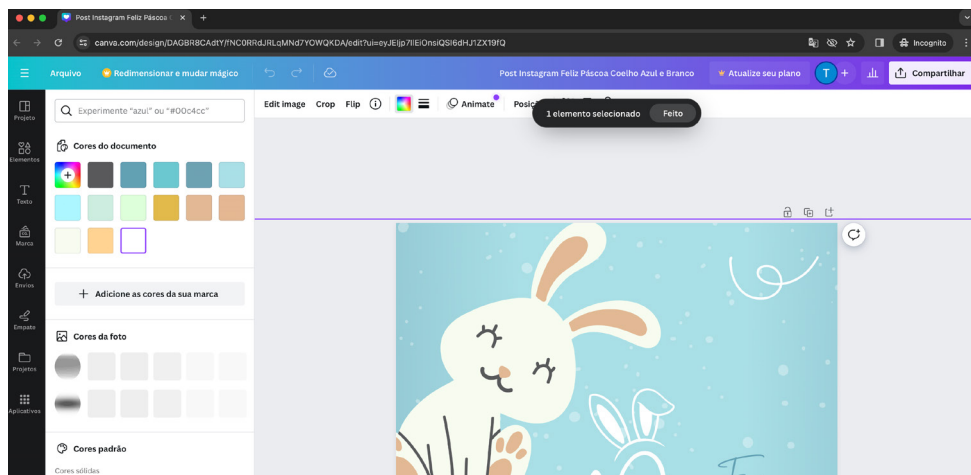 Post Instagram Feliz Páscoa
canva.com/design/DAGBR8CAdtY/fNC0RRdJRLqMNd7YOWQKDA/edit?ui=eyJEIjp7IlEiOnsiQSI6dHJ1ZX19fQ
Incognito
Arquivo
Redimensionar e mudar mágico
Post Instagram Feliz Páscoa Coelho Azul e Branco
Atualize seu plano
T
Compartilhar
Projeto
Elementos
Texto
Marca
Envios
Empate
Projetos
Aplicativos
Experimente "azul" ou "#00c4cc"
Edit image
Crop
Flip
Animate
1 elemento selecionado
Feito
Cores do documento
Adicione as cores da sua marca
Cores da foto
Cores padrão
Cores sólidas